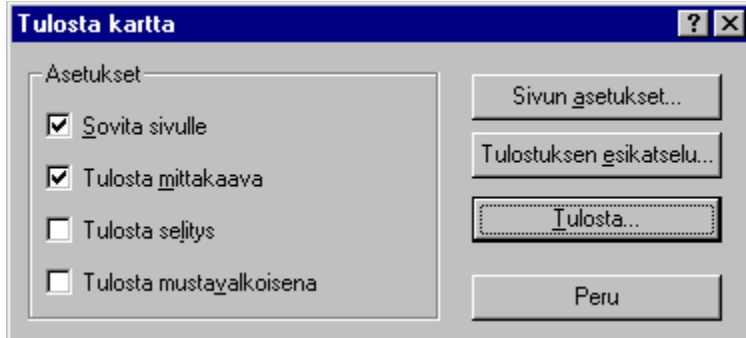 Tulosta kartta
Asetukset
Sovita sivulle
Tulosta mittakaava
Tulosta selitys
Tulosta mustavalkoisena
Sivun asetukset...
Tulostuksen esikatselu...
Tulosta...
Peru